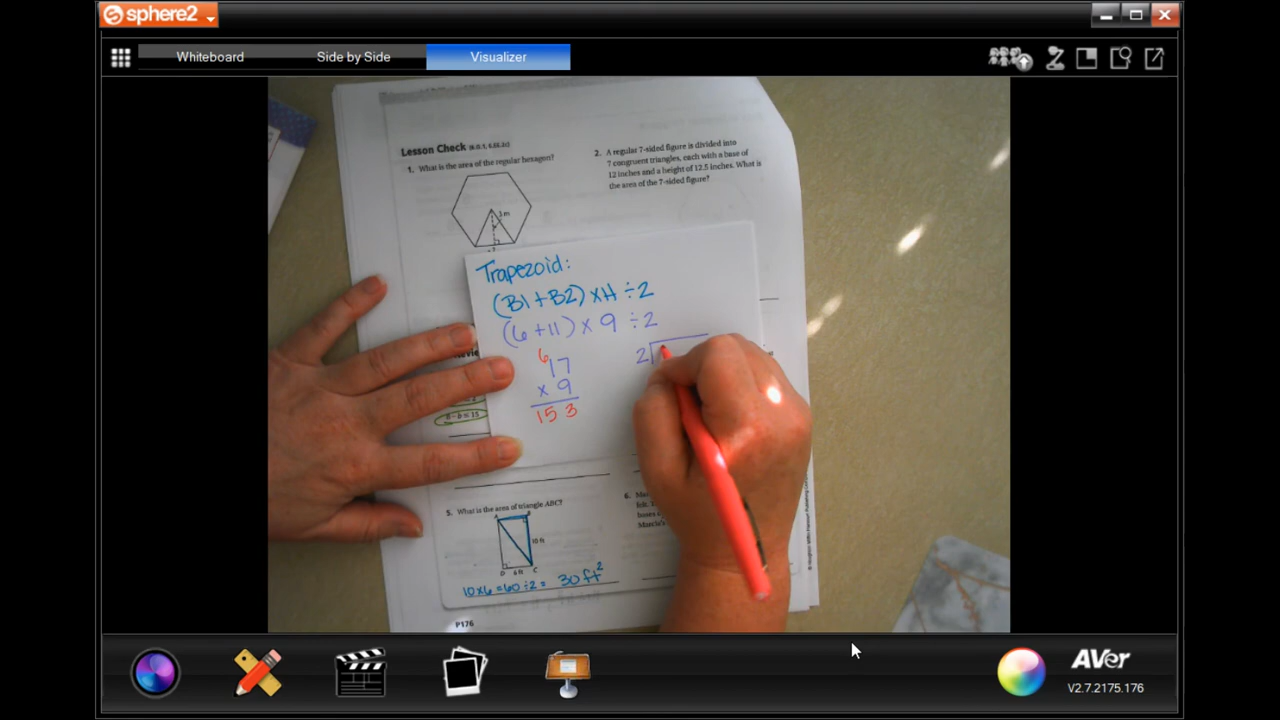 sphere2
Whiteboard Side by Side Visualizer
Lesson Check
1. What is the area of the regular hexagon?
3 m
2. A regular 7-sided figure is divided into
7 congruent triangles, each with a base of
12 inches and a height of 12.5 inches. What is
the area of the 7-sided figure?
Trapezoid:
(B1+B2) x H ÷ 2
(6+11) x 9 ÷ 2
6
17
x 9
153
2
a - b = 15
5. What is the area of triangle ABC?
A B
10 ft
D 6 ft C
10x6=60÷2= 30 ft²
6.
P176
AVer
V2.7.2175.176